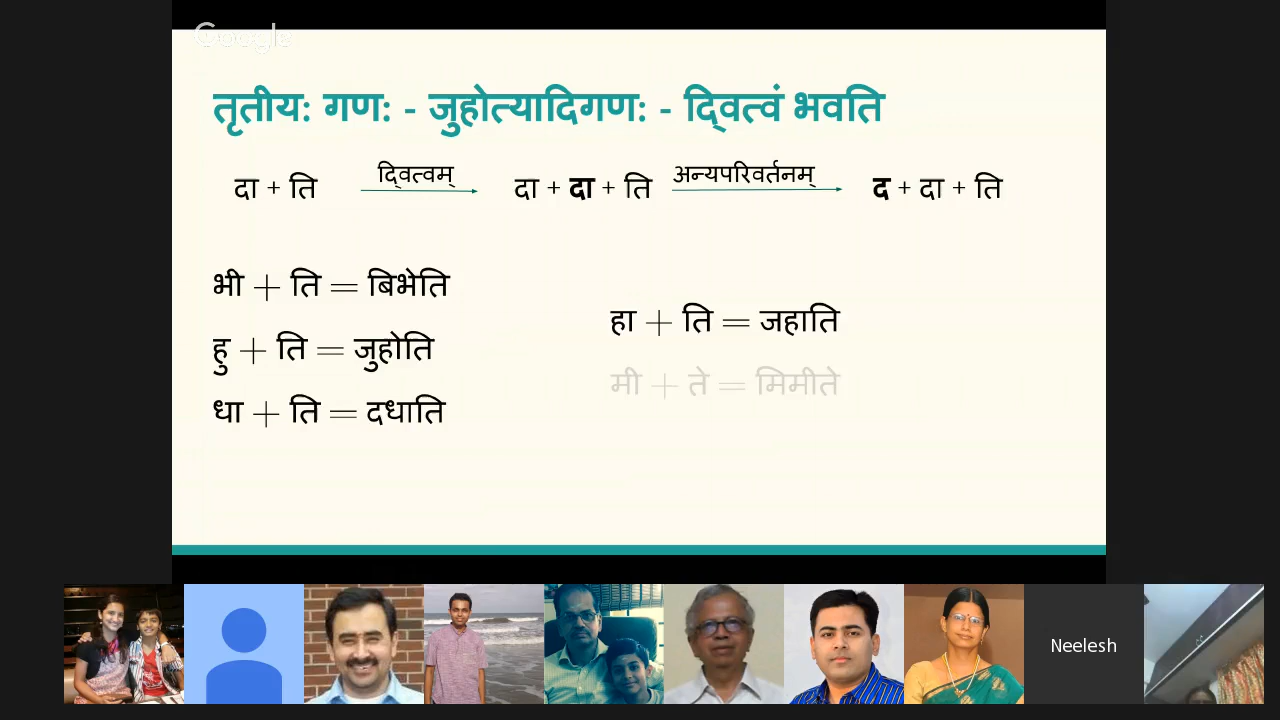 Google
तृतीय: गण: - जुहोत्यादिगण: - द्वित्वं भवति
द्वित्वम् अन्यपरिवर्तनम्
दा + ति दा + दा + ति द + दा + ति
भी + ति = बिभेति
हु + ति = जुहोति
धा + ति = दधाति
हा + ति = जहाति
मी + ते = मिमीते
Neelesh